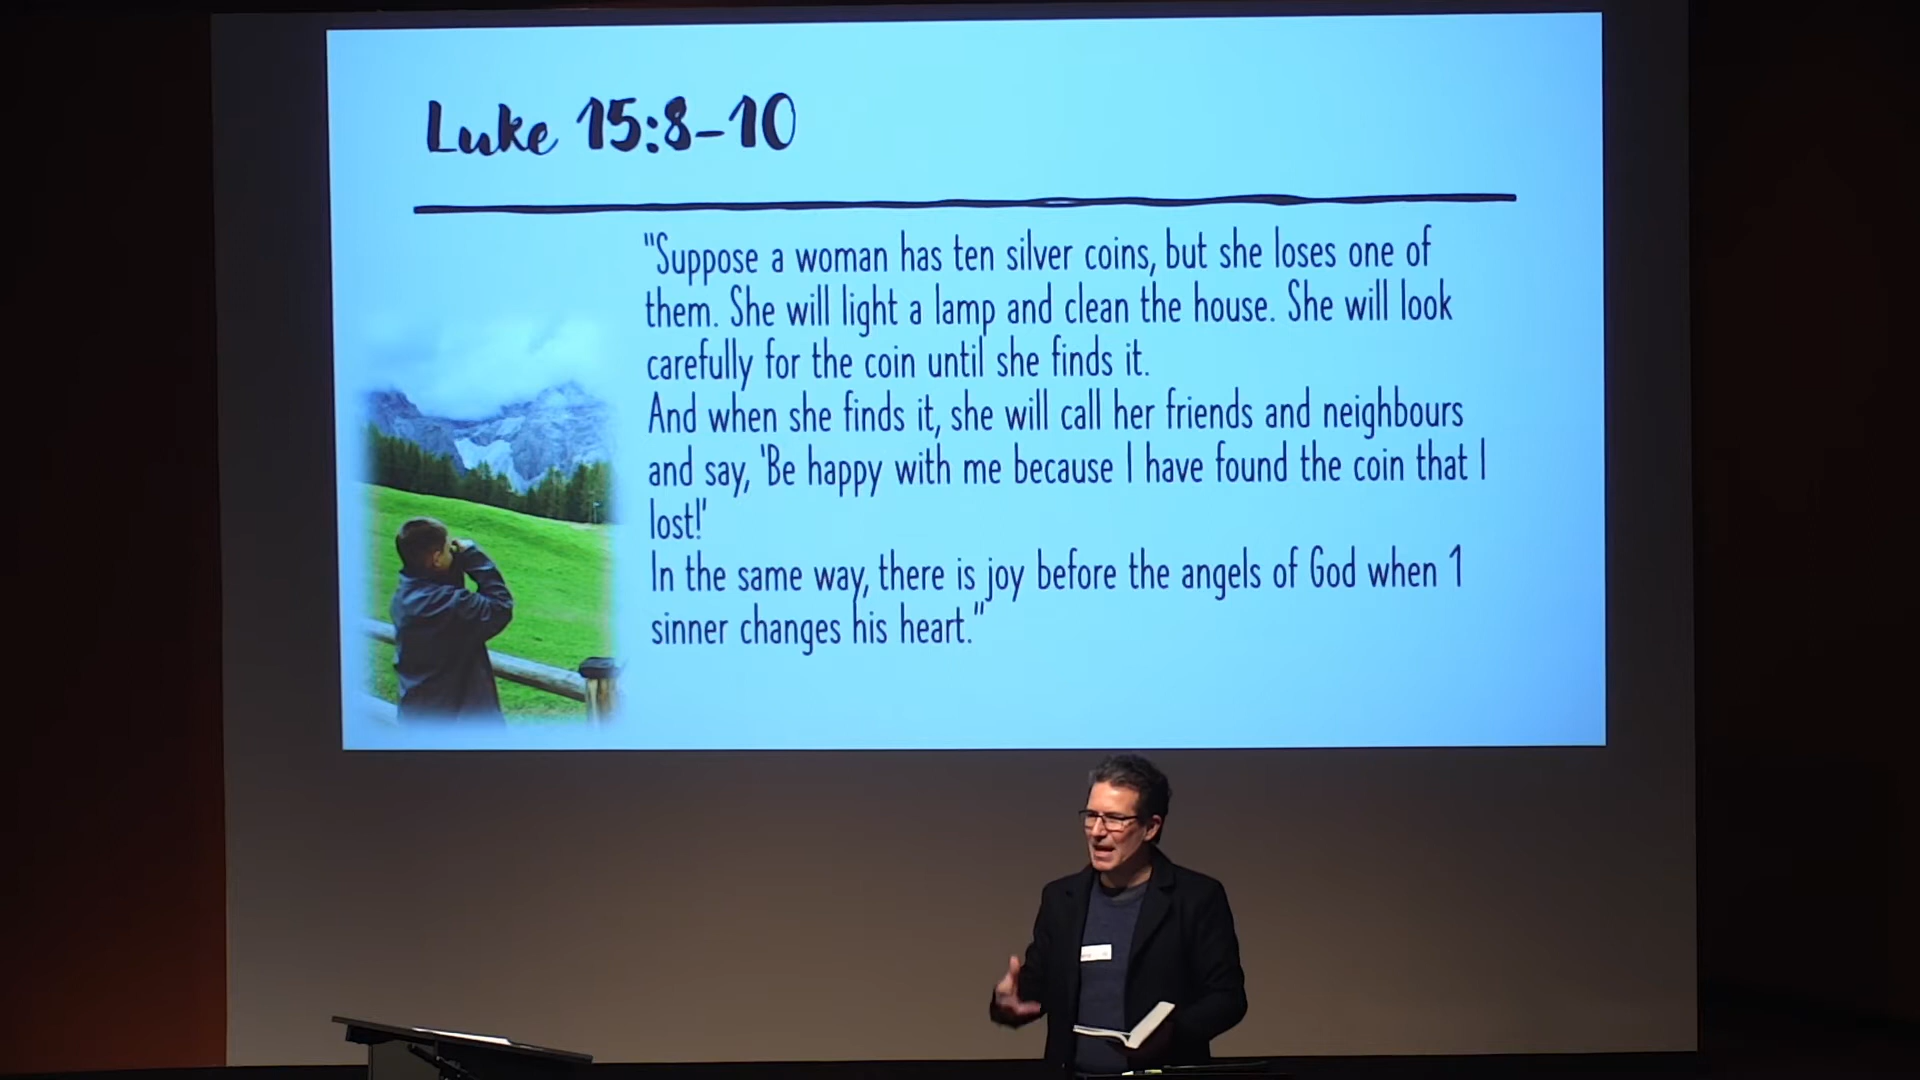 Luke 15:8-10
"Suppose a woman has ten silver coins, but she loses one of
them. She will light a lamp and clean the house. She will look
carefully for the coin until she finds it.
And when she finds it, she will call her friends and neighbours
and say, 'Be happy with me because I have found the coin that I
lost!'
In the same way, there is joy before the angels of God when 1
sinner changes his heart."